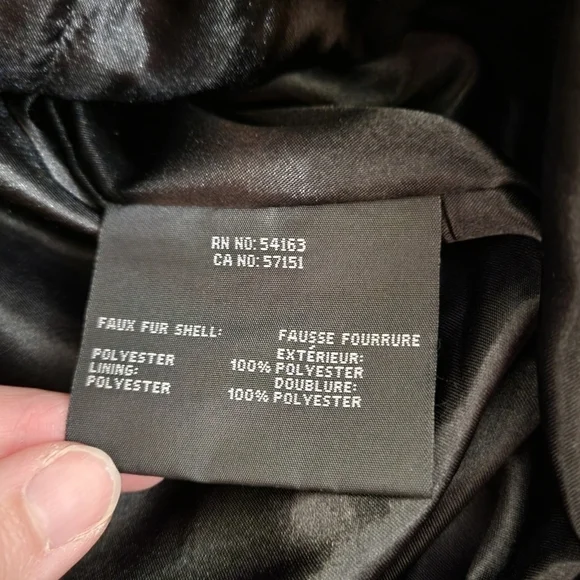 RN NO: 54163
CA NO: 57151
FAUX FUR SHELL:
POLYESTER
LINING:
POLYESTER
FAUSSE FOURRURE
EXTÉRIEUR:
100% POLYESTER
DOUBLURE:
100% POLYESTER